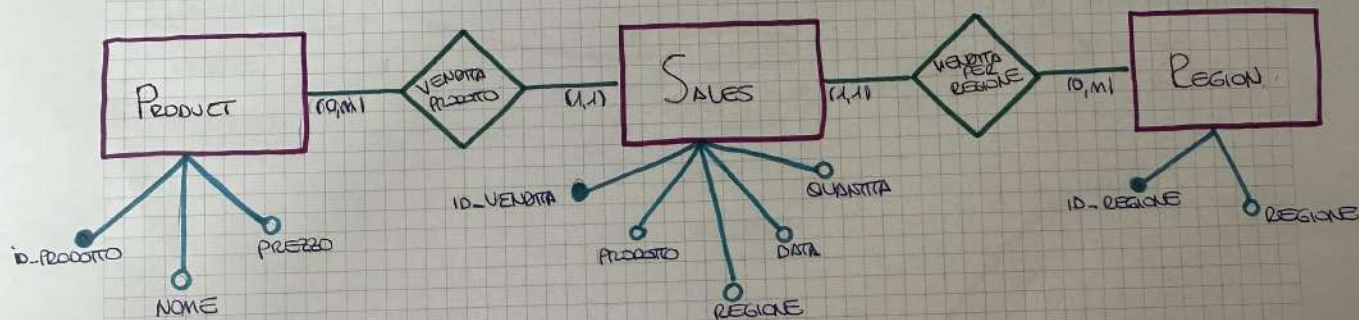 PRODUCT
(0,n)
VENDITA
PRODOTTO
(1,1)
SALES
(1,1)
VENDITA
PER
REGIONE
(0,n)
REGION
ID_PRODOTTO
NOME
PREZZO
ID_VENDITA
PRODOTTO
REGIONE
DATA
QUANTITA
ID_REGIONE
REGIONE